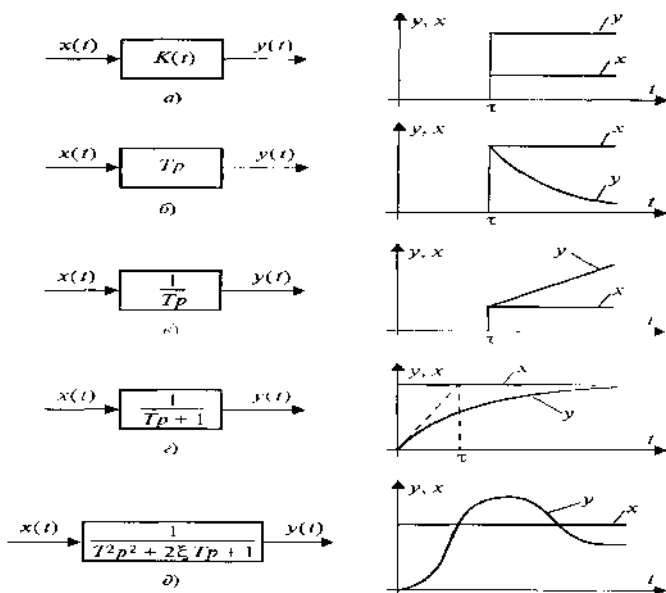 x(t) K(t) y(t)
а)
y, x y x t
τ
x(t) Tp y(t)
б)
y, x x y t
τ
x(t) 1/Tp y(t)
в)
y, x y x t
τ
x(t) 1/(Tp + 1) y(t)
г)
y, x x y t
τ
x(t) 1/(T²p² + 2ξTp + 1) y(t)
д)
y, x y x t